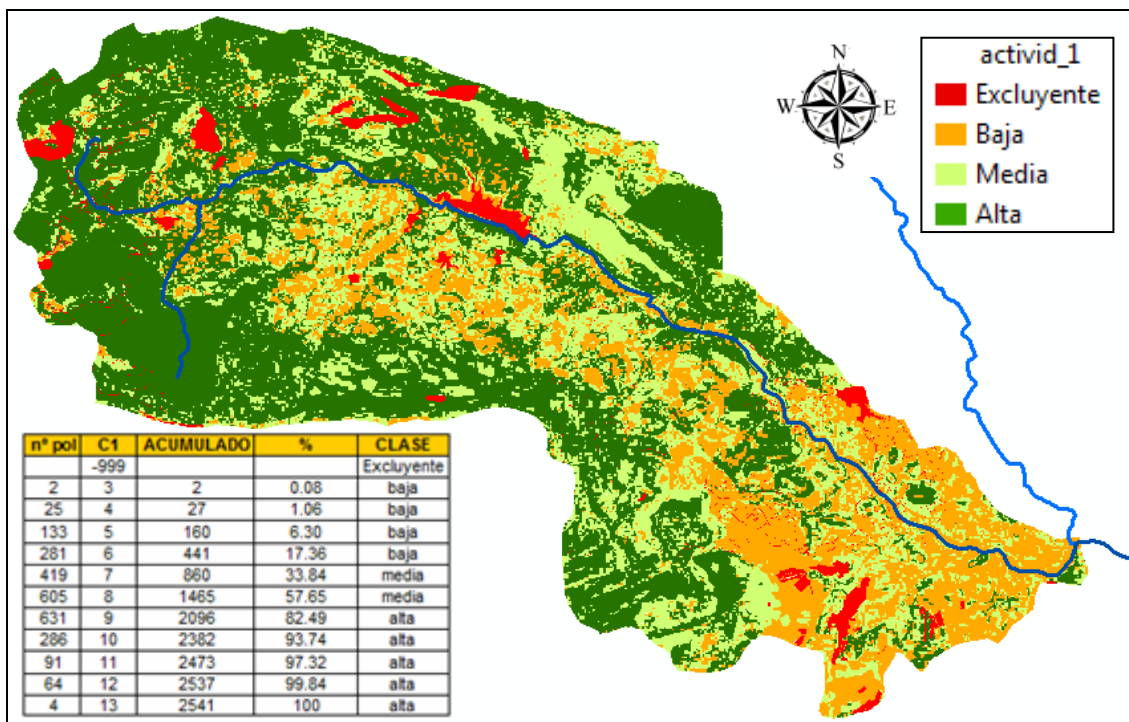 N
W E
S
activid_1
Excluyente
Baja
Media
Alta
nº pol C1 ACUMULADO % CLASE
-999 Excluyente
2 3 2 0.08 baja
25 4 27 1.06 baja
133 5 160 6.30 baja
281 6 441 17.36 baja
419 7 860 33.84 media
605 8 1465 57.65 media
631 9 2096 82.49 alta
286 10 2382 93.74 alta
91 11 2473 97.32 alta
64 12 2537 99.84 alta
4 13 2541 100 alta